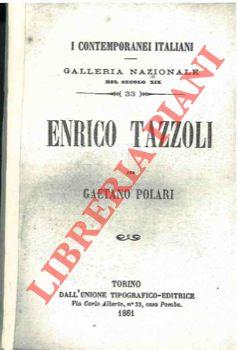 I CONTEMPORANEI ITALIANI
GALLERIA NAZIONALE
DEL SECOLO XIX
33
ENRICO TAZZOLI
PER
GAETANO POLARI
TORINO
DALL'UNIONE TIPOGRAFICO-EDITRICE
Via Carlo Alberto, nº 33, casa Pomba.
1861
LIBRERIA PIANI